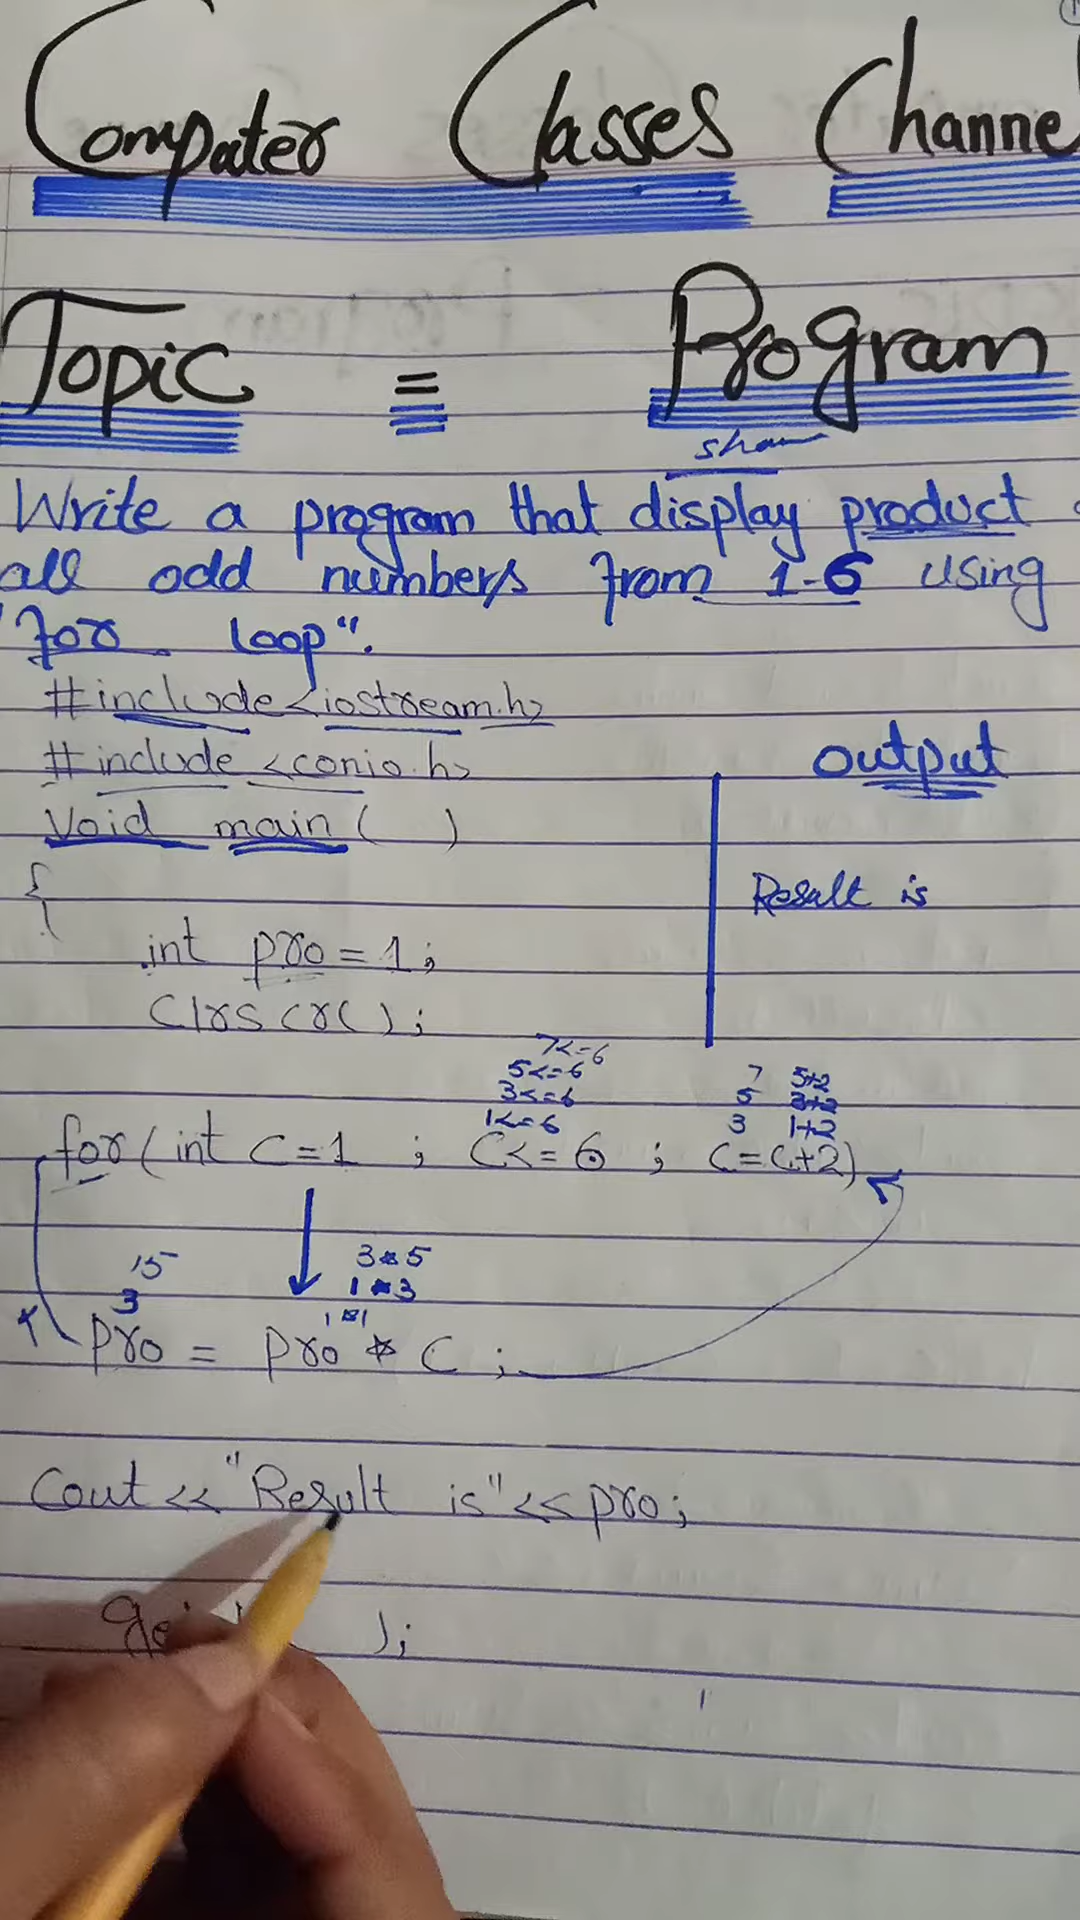 Computer Classes Channel
Topic = Program
show
Write a program that display product
all odd numbers from 1-6 using
"for loop".
#include<iostream.h>
#include <conio.h>
Void main( )
output
{
Result is
int pro = 1;
Clrscr();
7<=6
5<=6
3<=6
1<=6
7 5+2
5 3+2
3 1+2
for(int C=1 ; C<=6 ; C=C+2)
15 3*5
3 1*3
1*1
pro = pro * C ;
Cout << "Result is" << pro;
);